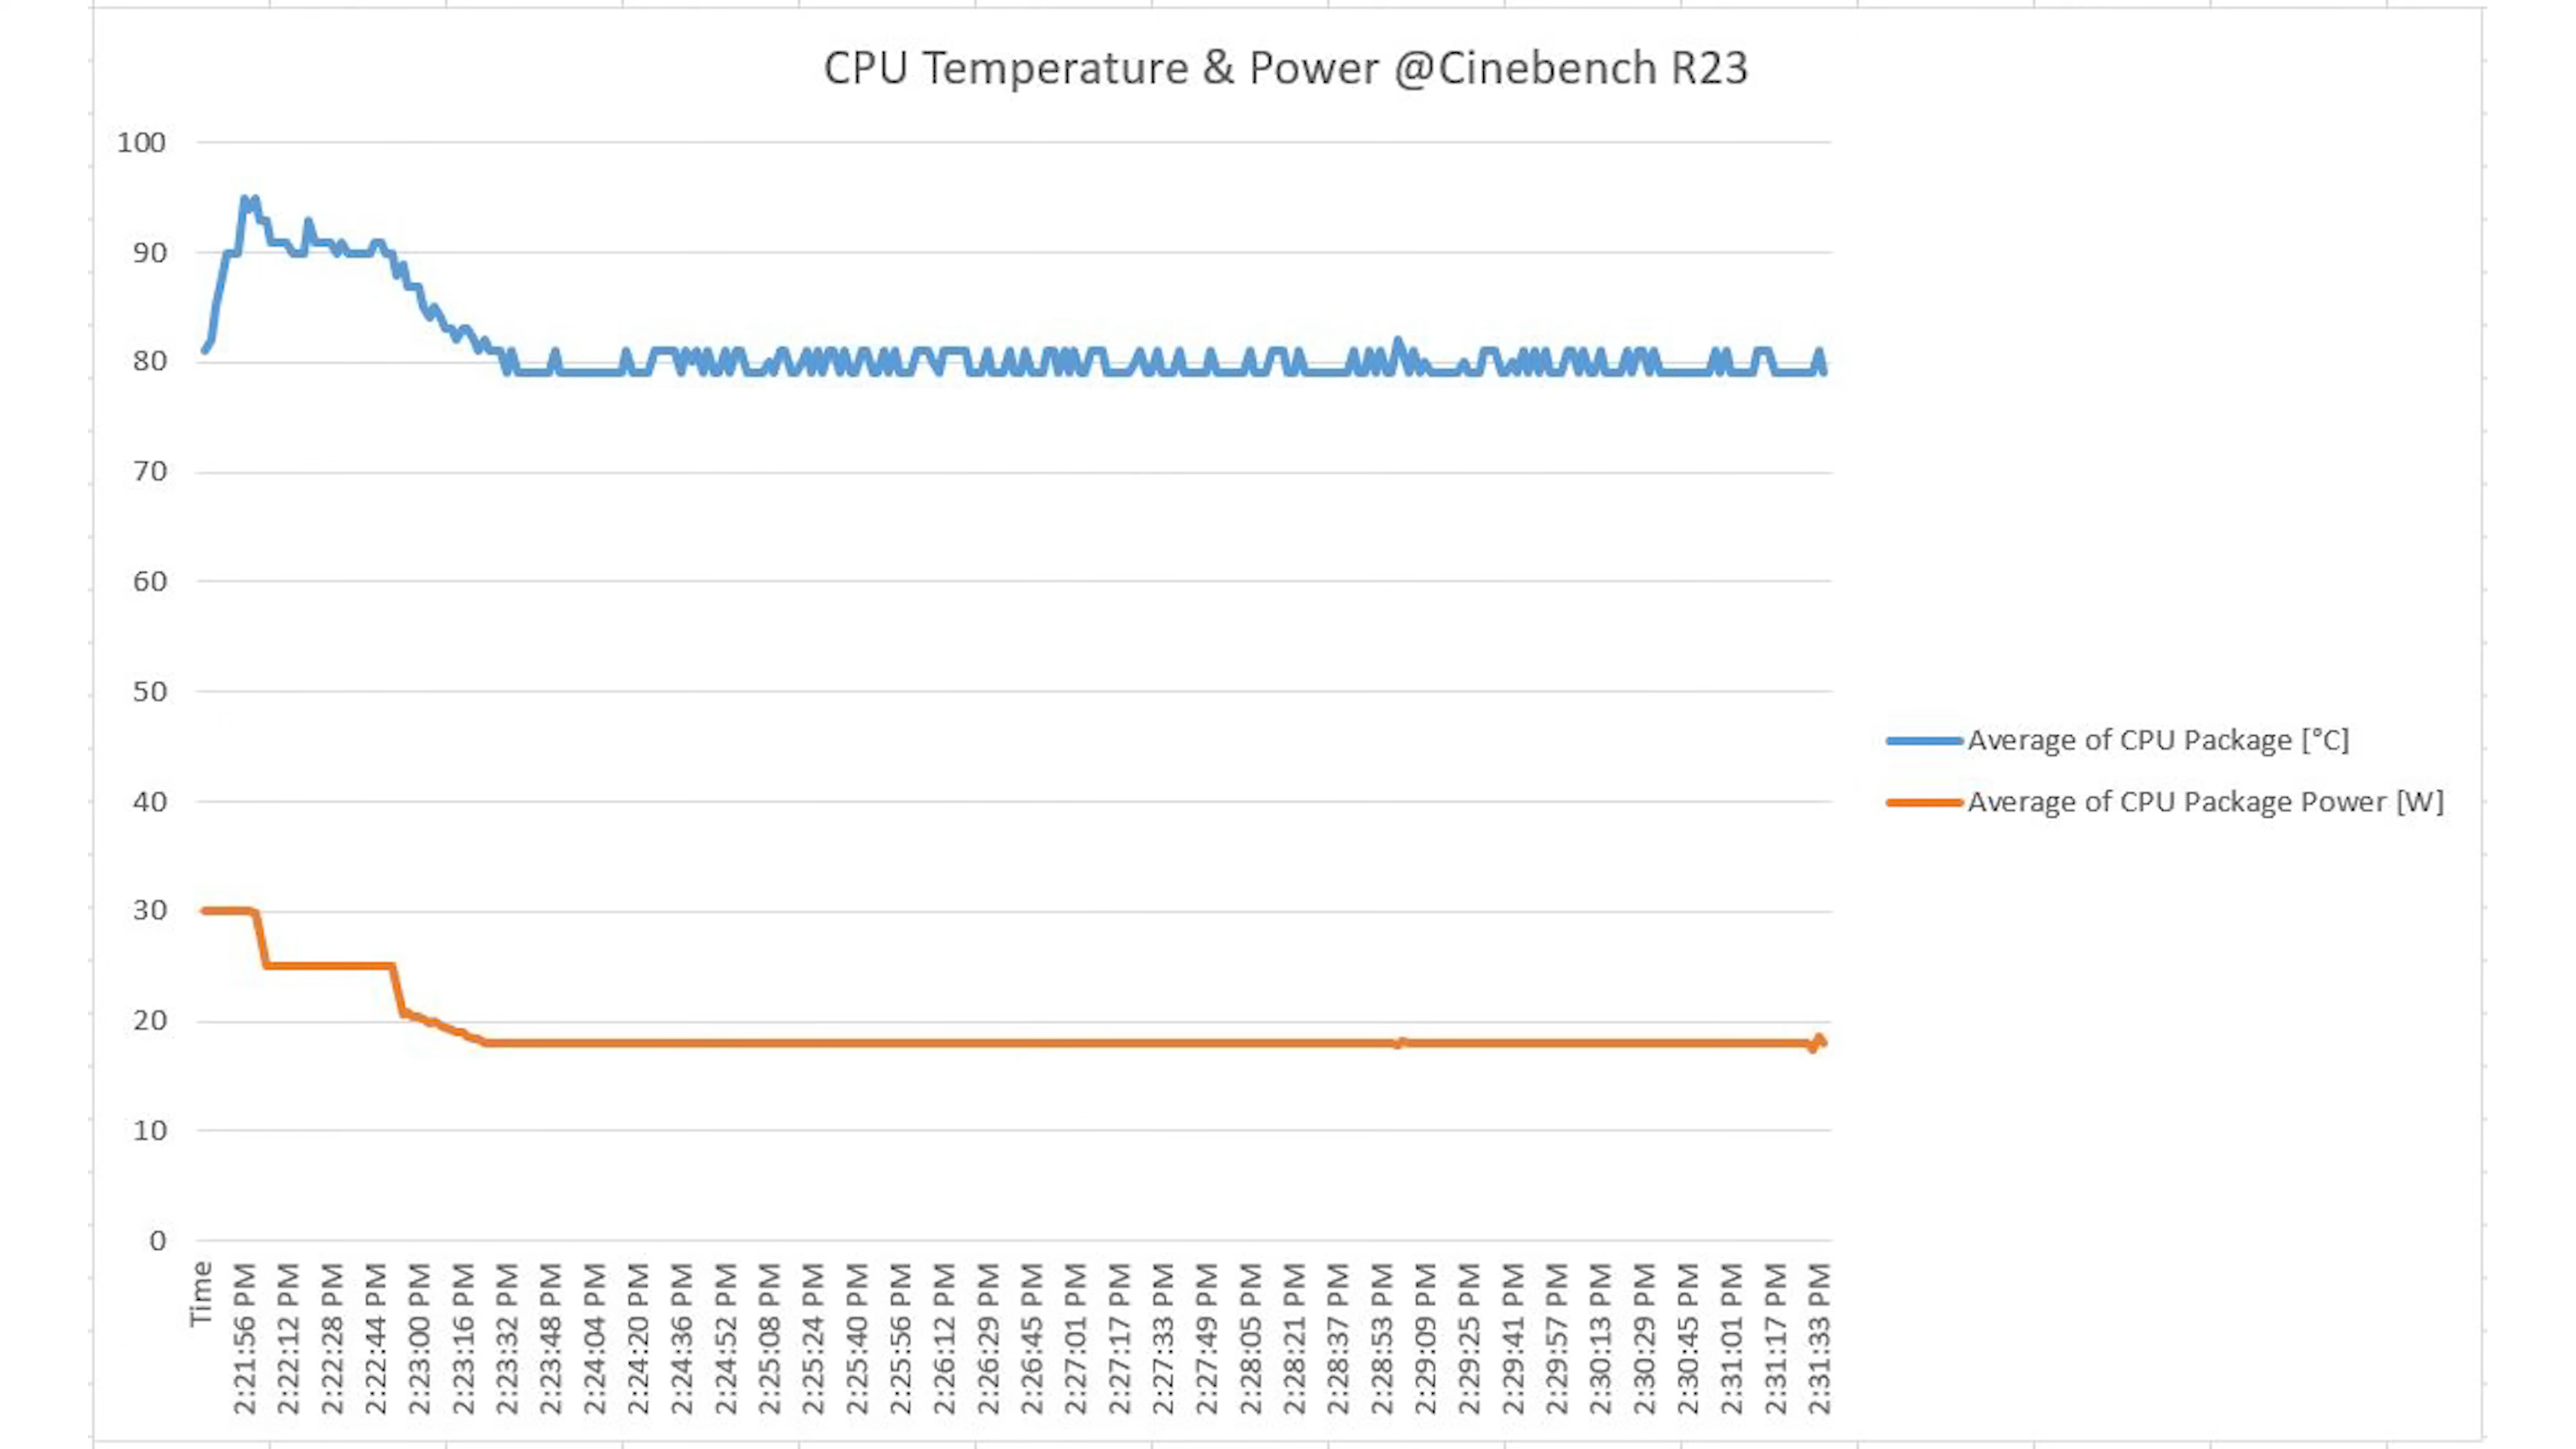 CPU Temperature & Power @Cinebench R23
100
90
80
70
60
50
40
30
20
10
0
Average of CPU Package [°C]
Average of CPU Package Power [W]
Time
2:21:56 PM
2:22:12 PM
2:22:28 PM
2:22:44 PM
2:23:00 PM
2:23:16 PM
2:23:32 PM
2:23:48 PM
2:24:04 PM
2:24:20 PM
2:24:36 PM
2:24:52 PM
2:25:08 PM
2:25:24 PM
2:25:40 PM
2:25:56 PM
2:26:12 PM
2:26:29 PM
2:26:45 PM
2:27:01 PM
2:27:17 PM
2:27:33 PM
2:27:49 PM
2:28:05 PM
2:28:21 PM
2:28:37 PM
2:28:53 PM
2:29:09 PM
2:29:25 PM
2:29:41 PM
2:29:57 PM
2:30:13 PM
2:30:29 PM
2:30:45 PM
2:31:01 PM
2:31:17 PM
2:31:33 PM